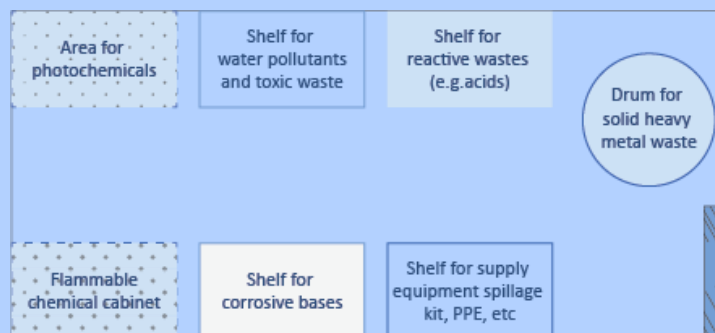 Area for
photochemicals
Shelf for
water pollutants
and toxic waste
Shelf for
reactive wastes
(e.g.acids)
Drum for
solid heavy
metal waste
Flammable
chemical cabinet
Shelf for
corrosive bases
Shelf for supply
equipment spillage
kit, PPE, etc